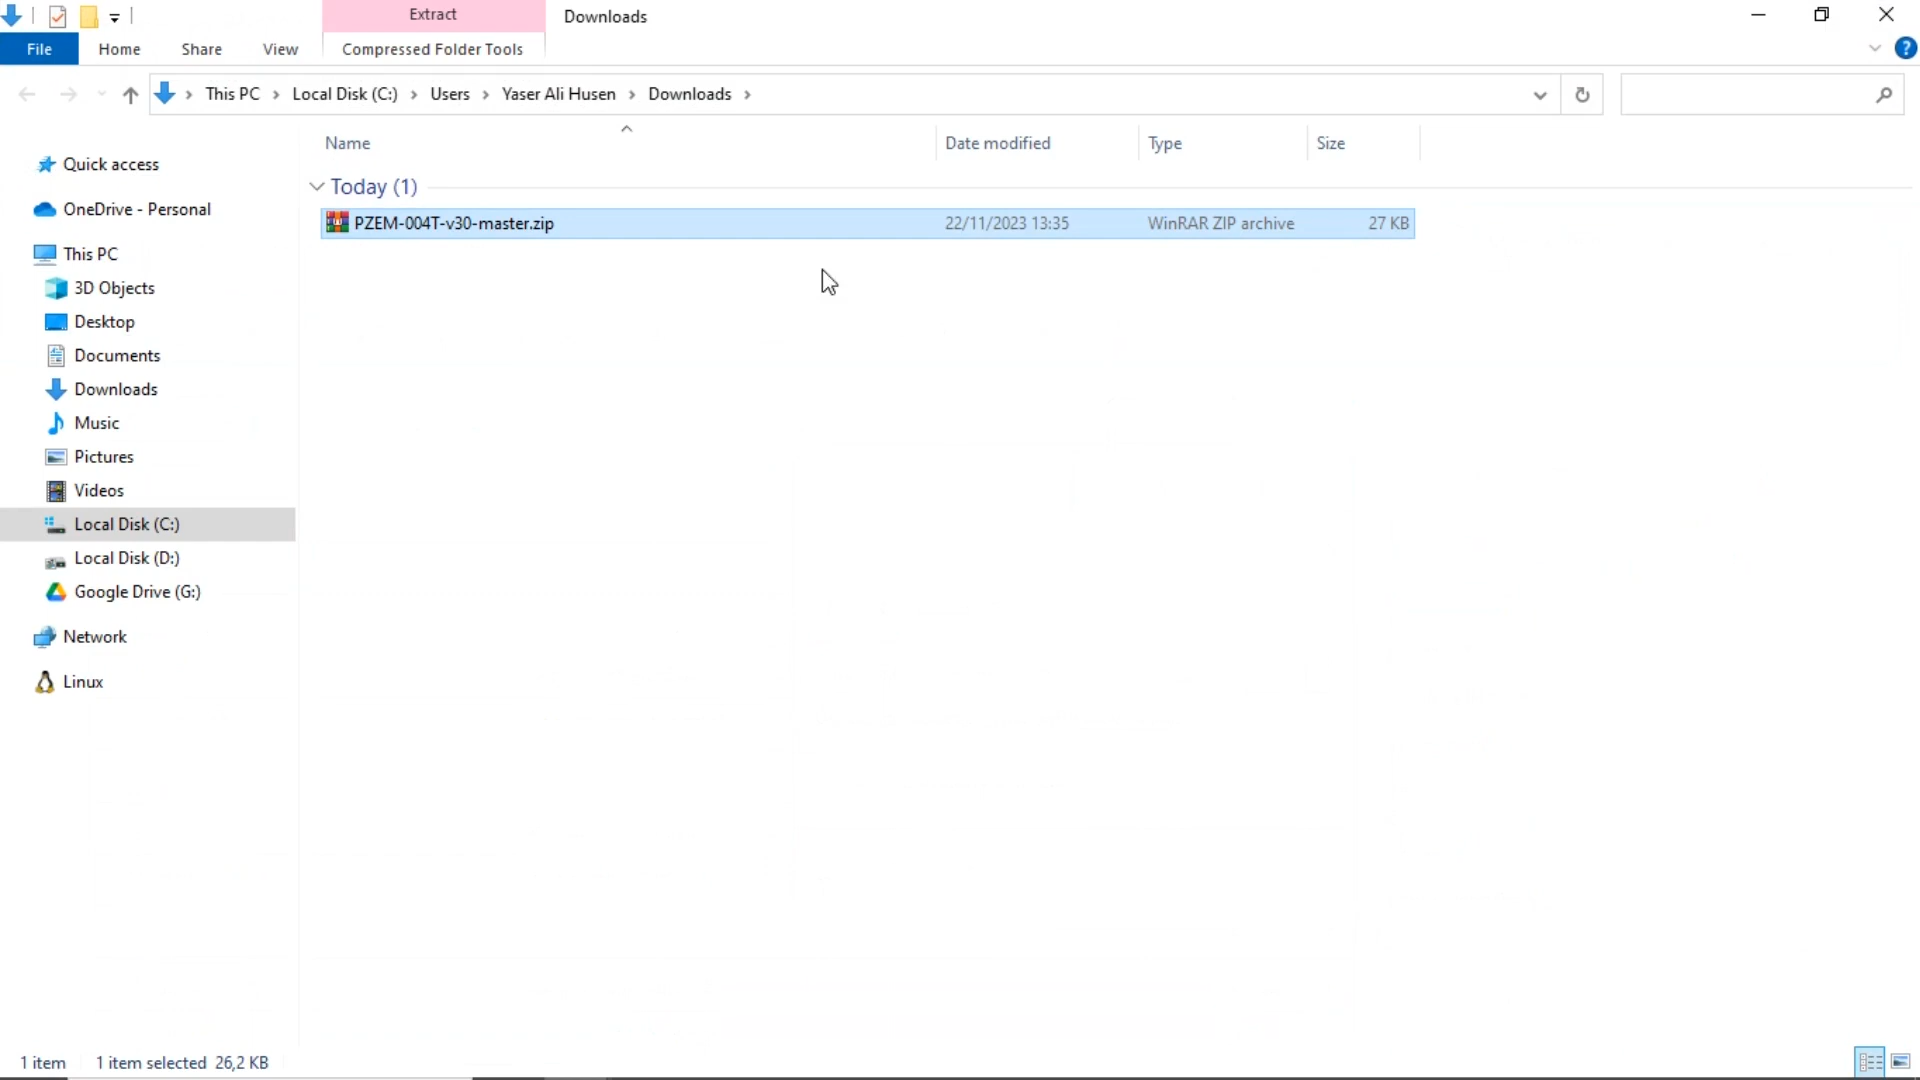 Extract
Downloads
File
Home
Share
View
Compressed Folder Tools
This PC
Local Disk (C:)
Users
Yaser Ali Husen
Downloads
Name
Date modified
Type
Size
Quick access
Today (1)
OneDrive - Personal
PZEM-004T-v30-master.zip
22/11/2023 13:35
WinRAR ZIP archive
27 KB
This PC
3D Objects
Desktop
Documents
Downloads
Music
Pictures
Videos
Local Disk (C:)
Local Disk (D:)
Google Drive (G:)
Network
Linux
1 item
1 item selected 26,2 KB